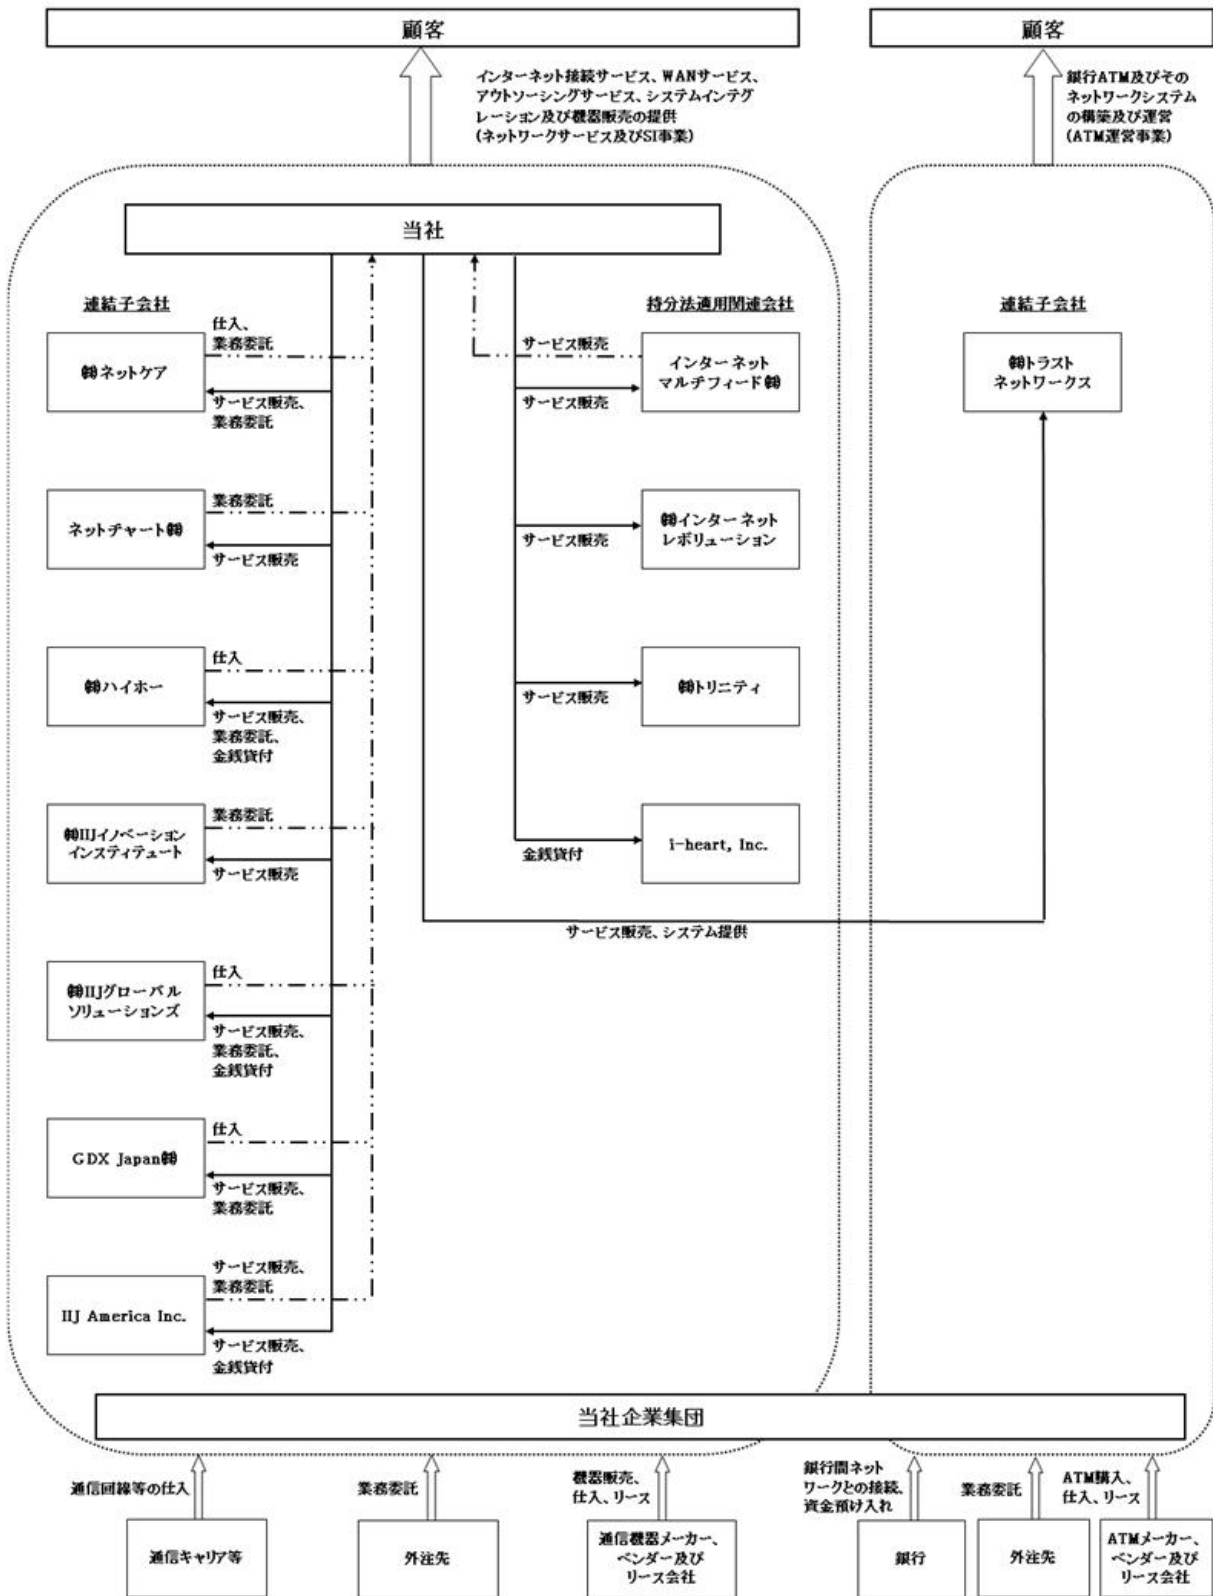 顧客
インターネット接続サービス、WANサービス、
アウトソーシングサービス、システムインテグ
レーション及び機器販売の提供
(ネットワークサービス及びSI事業)
顧客
銀行ATM及びその
ネットワークシステム
の構築及び運営
(ATM運営事業)
当社
連結子会社
仕入、
業務委託
㈱ネットケア
サービス販売、
業務委託
業務委託
ネットチャート㈱
サービス販売
仕入
㈱ハイホー
サービス販売、
業務委託、
金銭貸付
業務委託
㈱IIJイノベーション
インスティテュート
サービス販売
仕入
㈱IIJグローバル
ソリューションズ
サービス販売、
業務委託、
金銭貸付
仕入
GDX Japan㈱
サービス販売、
業務委託
サービス販売、
業務委託
IIJ America Inc.
サービス販売、
金銭貸付
持分法適用関連会社
サービス販売
インターネット
マルチフィード㈱
サービス販売
㈱インターネット
レボリューション
サービス販売
㈱トリニティ
サービス販売
i-heart, Inc.
金銭貸付
サービス販売、システム提供
連結子会社
㈱トラスト
ネットワークス
当社企業集団
通信回線等の仕入
業務委託
機器販売、
仕入、リース
銀行間ネット
ワークとの接続、
資金預け入れ
業務委託
ATM購入、
仕入、リース
通信キャリア等
外注先
通信機器メーカー、
ベンダー及び
リース会社
銀行
外注先
ATMメーカー、
ベンダー及び
リース会社